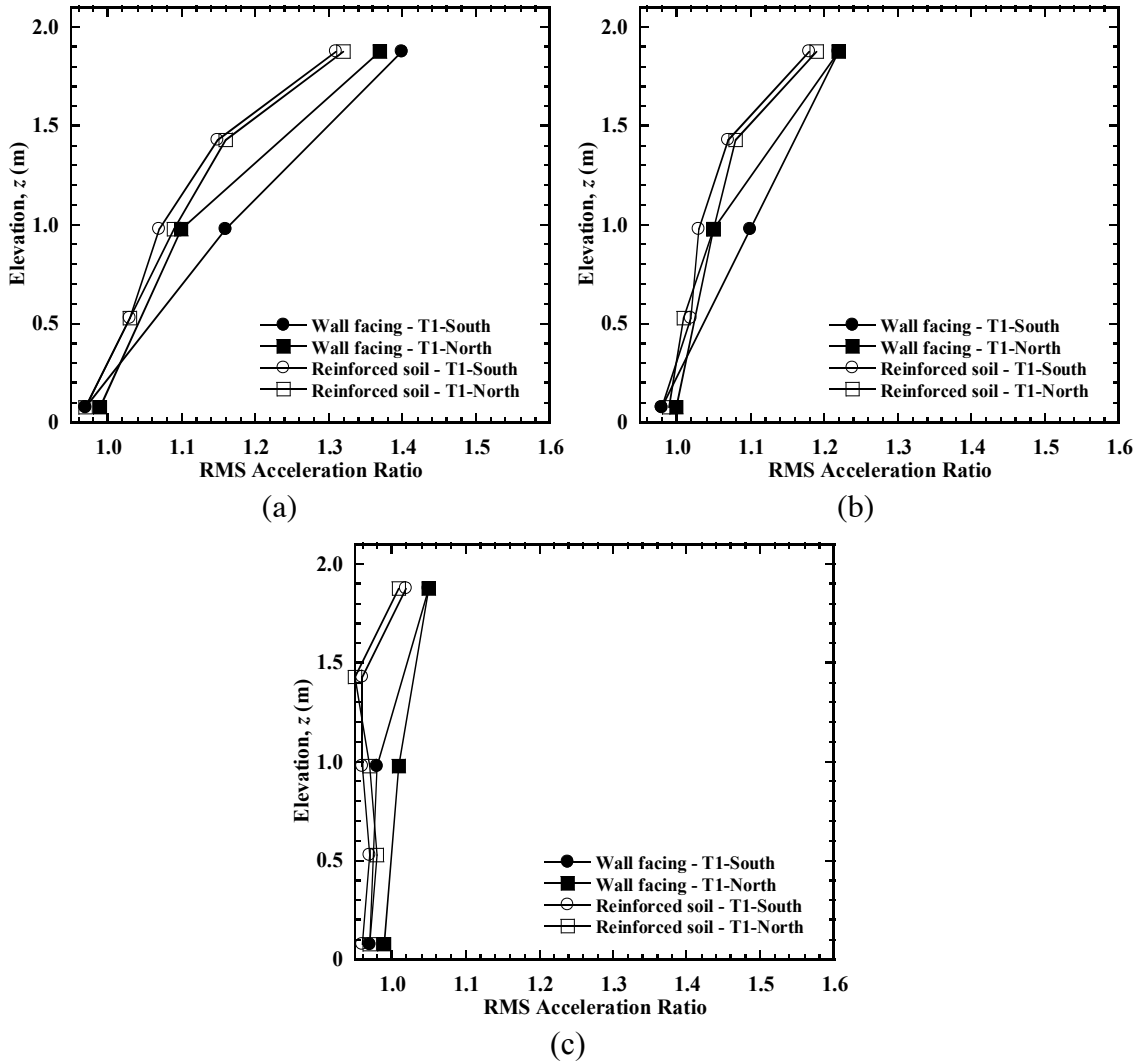 2.0
1.5
1.0
0.5
0
Elevation, z (m)
Wall facing - T1-South
Wall facing - T1-North
Reinforced soil - T1-South
Reinforced soil - T1-North
1.0 1.1 1.2 1.3 1.4 1.5 1.6
RMS Acceleration Ratio
(a)
2.0
1.5
1.0
0.5
0
Elevation, z (m)
Wall facing - T1-South
Wall facing - T1-North
Reinforced soil - T1-South
Reinforced soil - T1-North
1.0 1.1 1.2 1.3 1.4 1.5 1.6
RMS Acceleration Ratio
(b)
2.0
1.5
1.0
0.5
0
Elevation, z (m)
Wall facing - T1-South
Wall facing - T1-North
Reinforced soil - T1-South
Reinforced soil - T1-North
1.0 1.1 1.2 1.3 1.4 1.5 1.6
RMS Acceleration Ratio
(c)